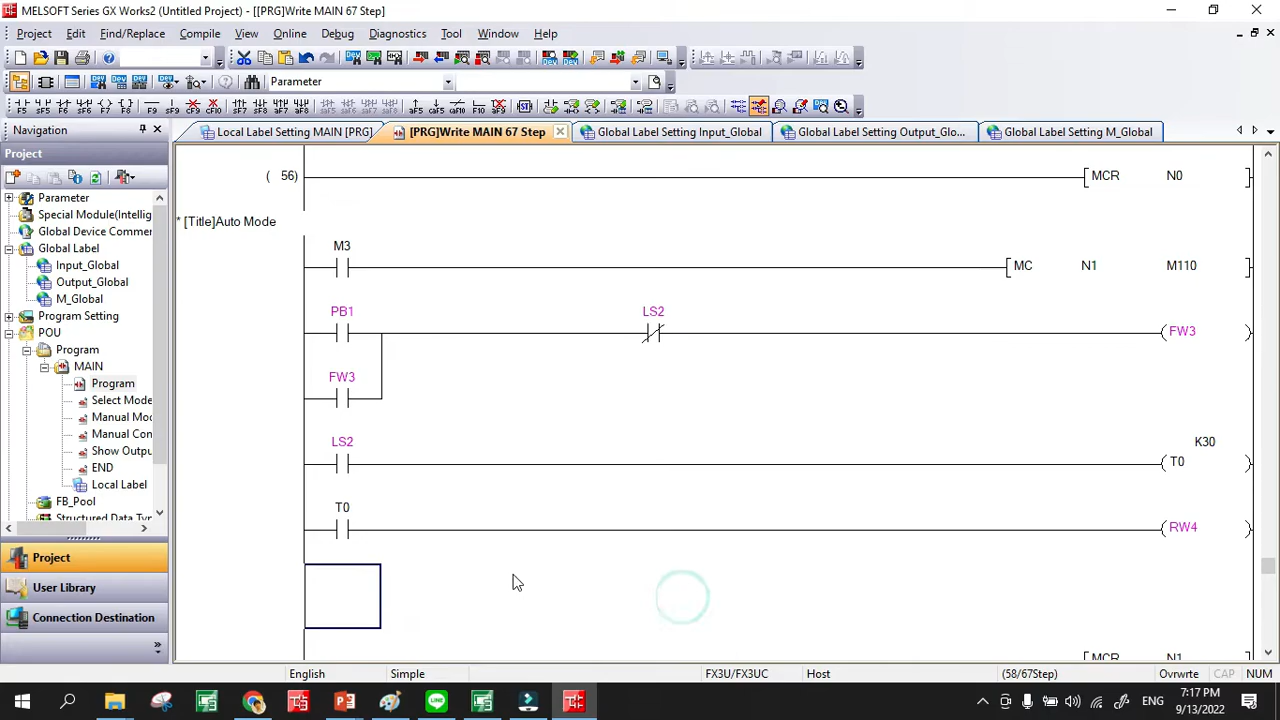 MELSOFT Series GX Works2 (Untitled Project) - [[PRG]Write MAIN 67 Step]
Project Edit Find/Replace Compile View Online Debug Diagnostics Tool Window Help
Parameter
Navigation
Local Label Setting MAIN [PRG]
[PRG]Write MAIN 67 Step
Global Label Setting Input_Global
Global Label Setting Output_Glo...
Global Label Setting M_Global
Project
Parameter
Special Module(Intellig
Global Device Commer
Global Label
Input_Global
Output_Global
M_Global
Program Setting
POU
Program
MAIN
Program
Select Mode
Manual Mo
Manual Con
Show Outpu
END
Local Label
FB_Pool
Structured Data Typ
Project
User Library
Connection Destination
( 56)
MCR N0
* [Title]Auto Mode
M3
MC N1 M110
PB1 LS2
FW3
FW3
LS2
K30
T0
T0
RW4
MCR N1
English Simple FX3U/FX3UC Host (58/67Step) Ovrwrte CAP NUM
ENG
7:17 PM
9/13/2022